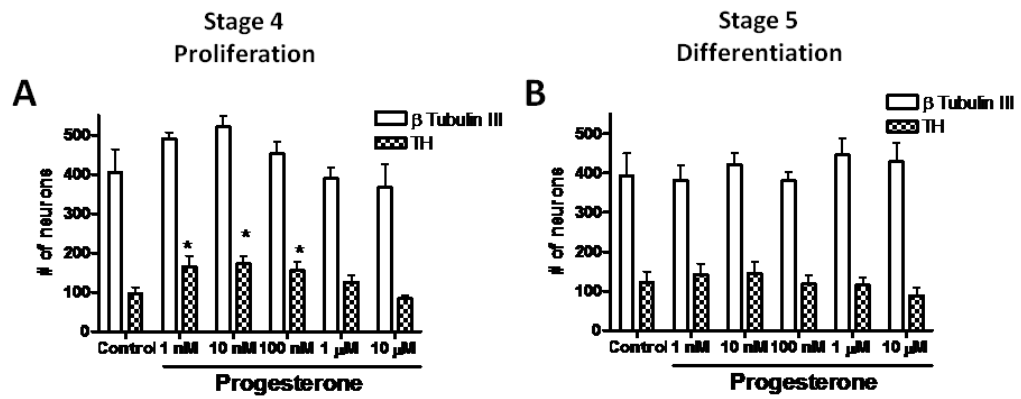 Stage 4
Proliferation
Stage 5
Differentiation
A
β Tubulin III
TH
# of neurons
500
400
300
200
100
0
*
*
*
Control 1 nM 10 nM 100 nM 1 μM 10 μM
Progesterone
B
β Tubulin III
TH
# of neurons
500
400
300
200
100
0
Control 1 nM 10 nM 100 nM 1 μM 10 μM
Progesterone